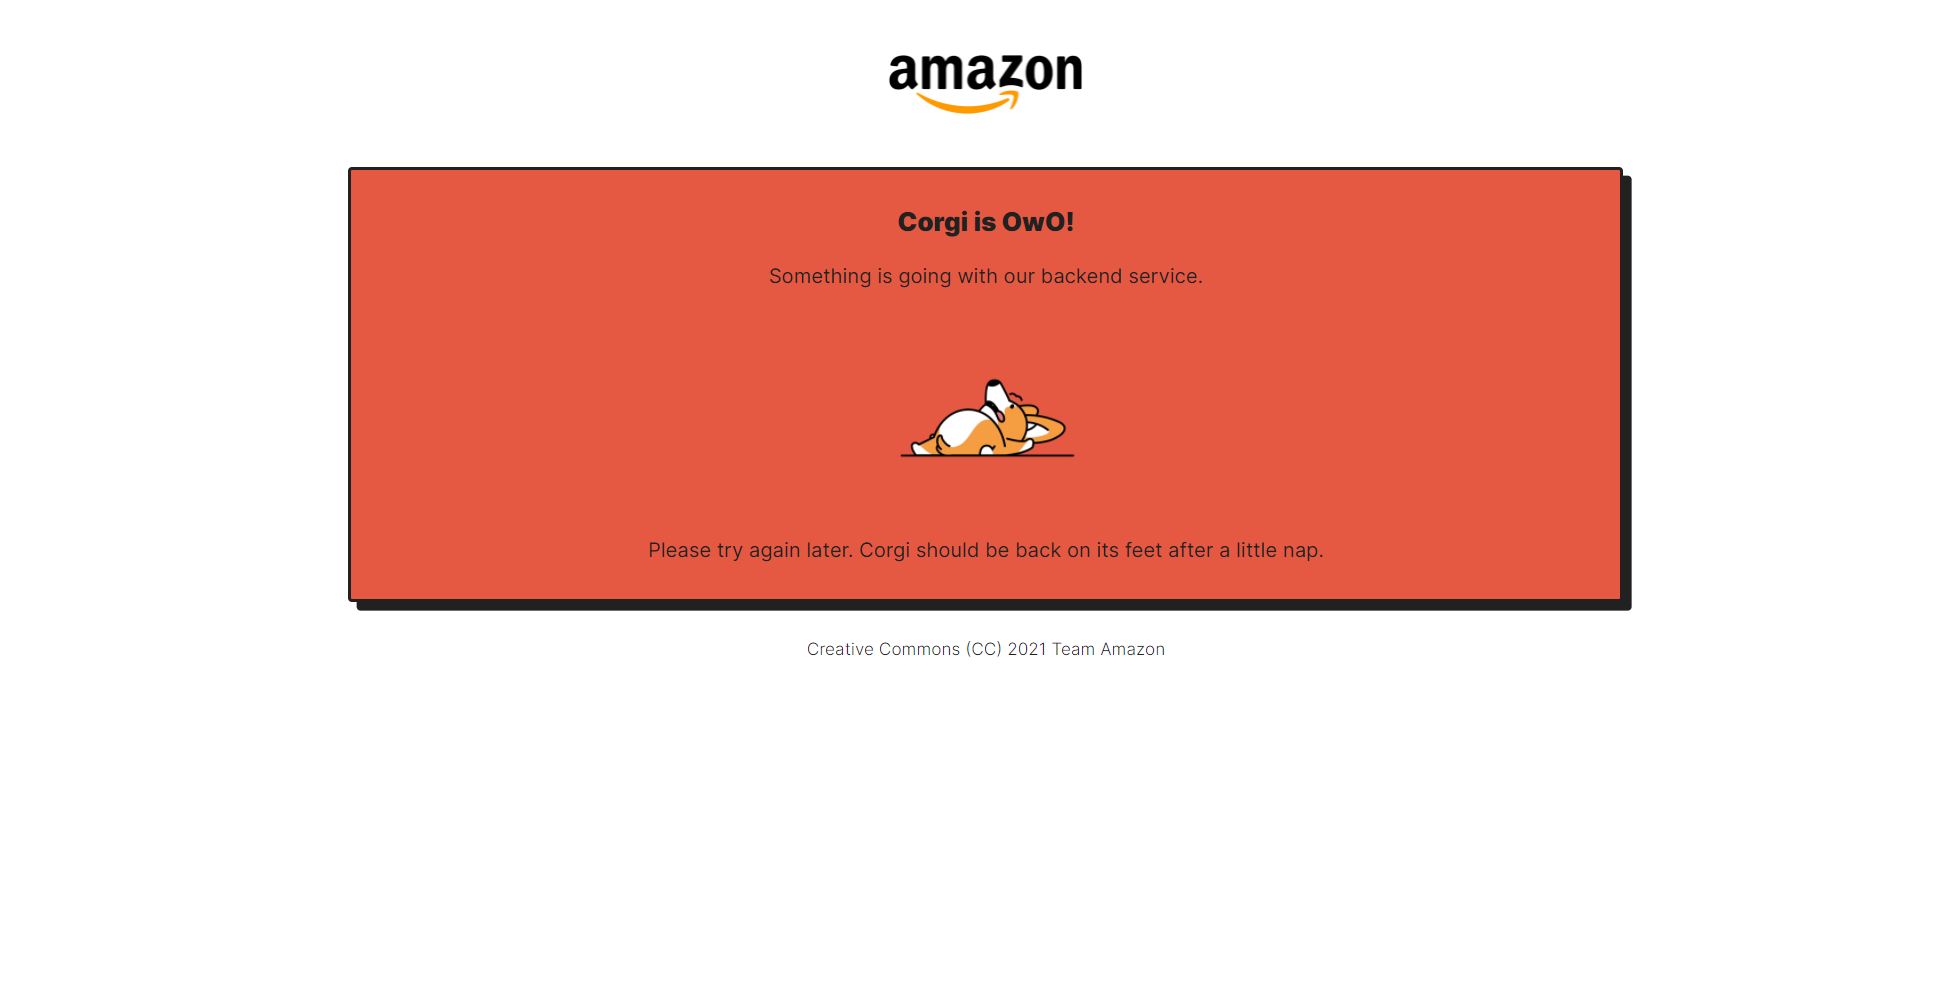 amazon
Corgi is OwO!
Something is going with our backend service.
Please try again later. Corgi should be back on its feet after a little nap.
Creative Commons (CC) 2021 Team Amazon